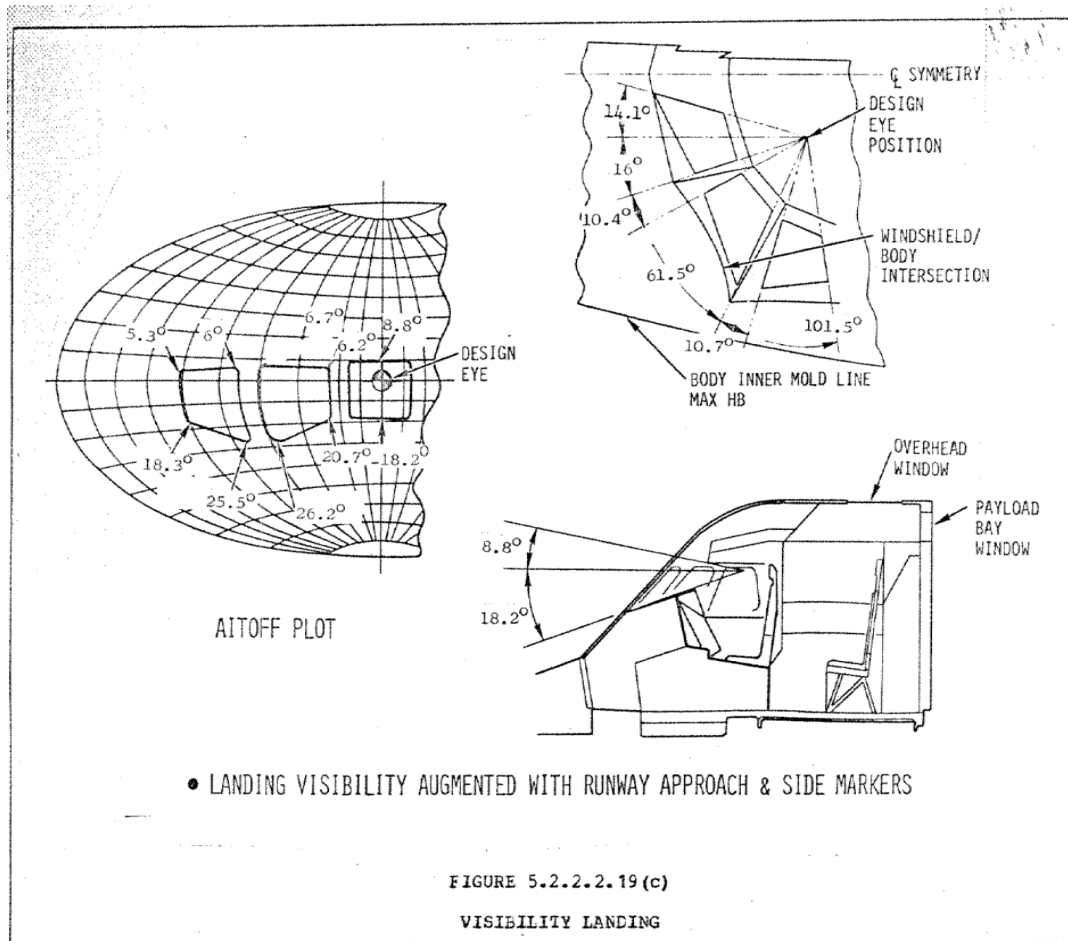 ℄ SYMMETRY
DESIGN
EYE
POSITION
14.1°
16°
10.4°
61.5°
10.7°
101.5°
WINDSHIELD/
BODY
INTERSECTION
BODY INNER MOLD LINE
MAX HB
5.3°
6°
6.7°
6.2°
8.8°
DESIGN
EYE
18.3°
25.5°
26.2°
20.7°
18.2°
AITOFF PLOT
OVERHEAD
WINDOW
PAYLOAD
BAY
WINDOW
8.8°
18.2°
• LANDING VISIBILITY AUGMENTED WITH RUNWAY APPROACH & SIDE MARKERS
FIGURE 5.2.2.2.19(c)
VISIBILITY LANDING